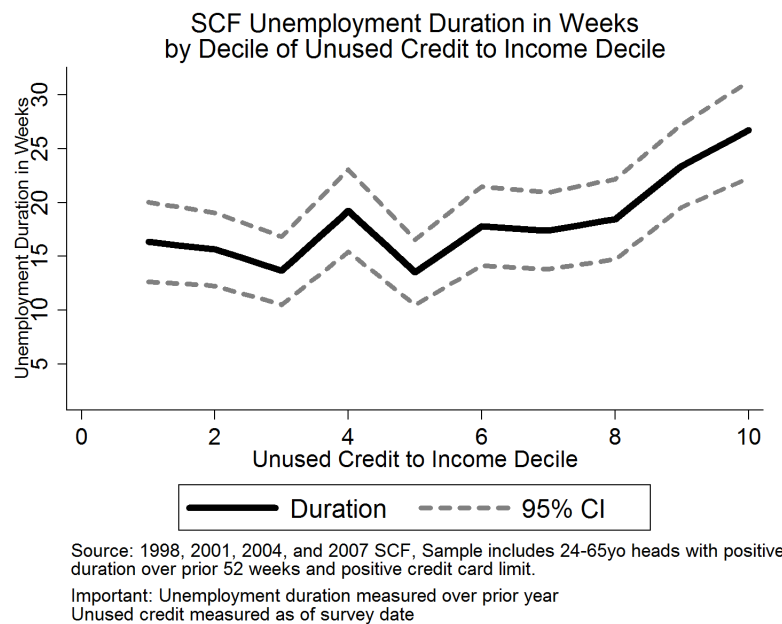 SCF Unemployment Duration in Weeks
by Decile of Unused Credit to Income Decile
Unemployment Duration in Weeks
30
25
20
15
10
5
0 2 4 6 8 10
Unused Credit to Income Decile
Duration 95% CI
Source: 1998, 2001, 2004, and 2007 SCF, Sample includes 24-65yo heads with positive
duration over prior 52 weeks and positive credit card limit.
Important: Unemployment duration measured over prior year
Unused credit measured as of survey date